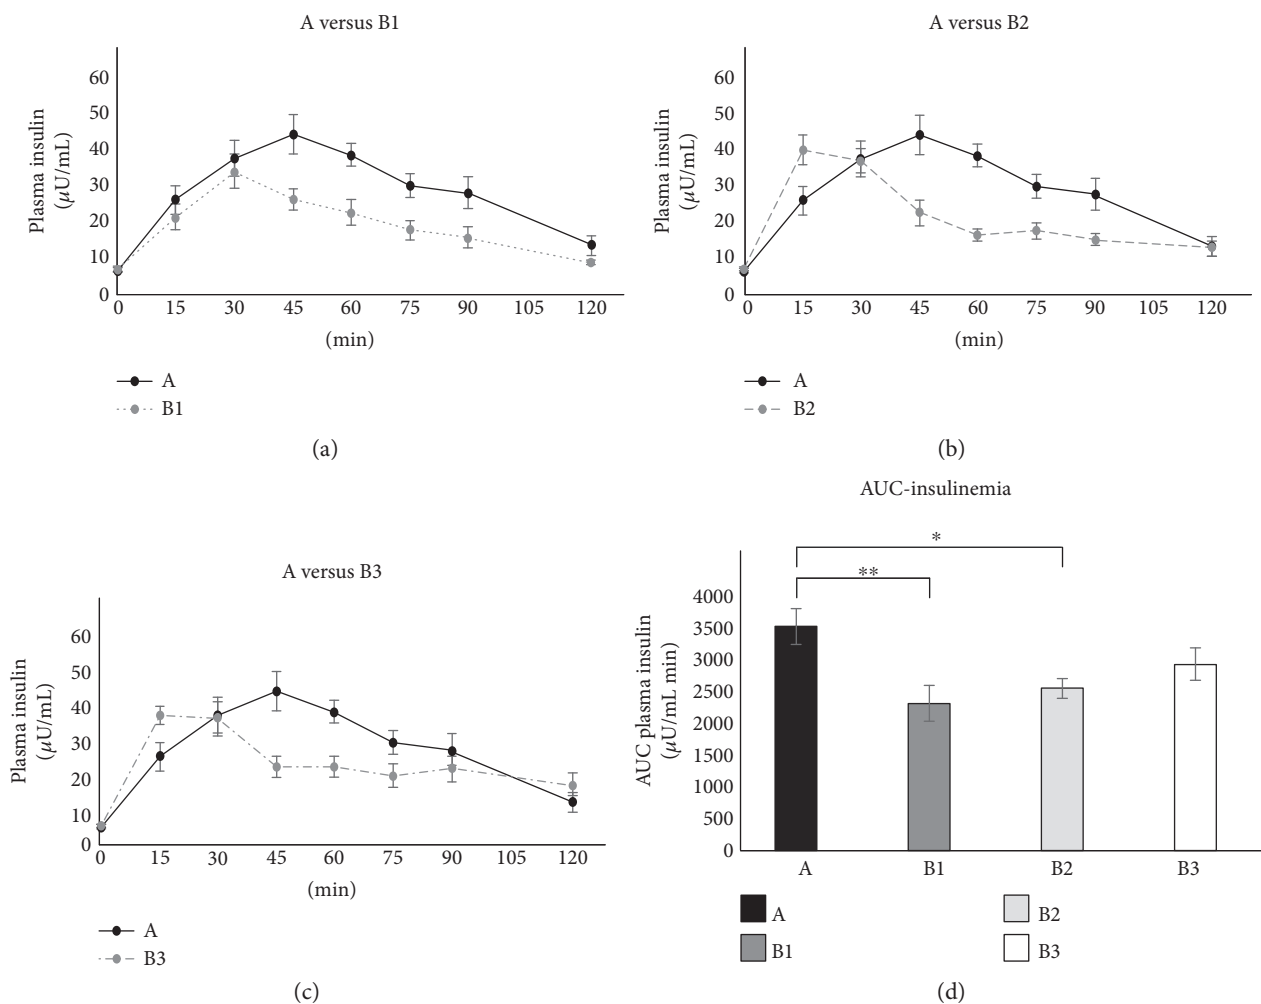 A versus B1
Plasma insulin
(μU/mL)
60
50
40
30
20
10
0
0 15 30 45 60 75 90 105 120
(min)
A
B1
(a)
A versus B2
Plasma insulin
(μU/mL)
60
50
40
30
20
10
0
0 15 30 45 60 75 90 105 120
(min)
A
B2
(b)
A versus B3
Plasma insulin
(μU/mL)
60
50
40
30
20
10
0
0 15 30 45 60 75 90 105 120
(min)
A
B3
(c)
AUC-insulinemia
AUC plasma insulin
(μU/mL min)
*
**
4000
3500
3000
2500
2000
1500
1000
500
0
A B1 B2 B3
A
B1
B2
B3
(d)